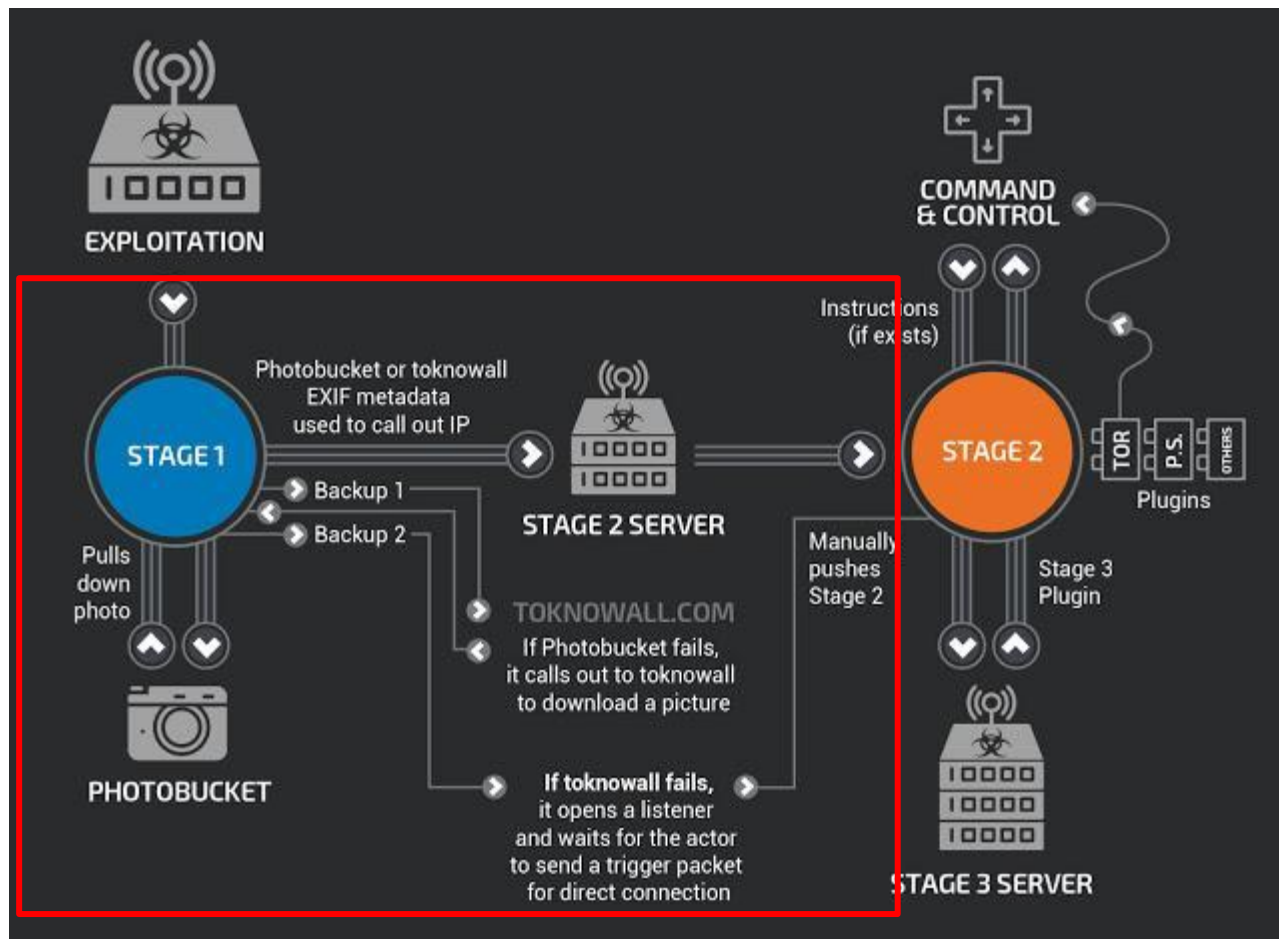 EXPLOITATION
COMMAND
& CONTROL
Instructions
(if exists)
Photobucket or toknowall
EXIF metadata
used to call out IP
STAGE 1
STAGE 2 SERVER
STAGE 2
TOR
P.S.
OTHERS
Plugins
Backup 1
Backup 2
Pulls
down
photo
PHOTOBUCKET
TOKNOWALL.COM
If Photobucket fails,
it calls out to toknowall
to download a picture
If toknowall fails,
it opens a listener
and waits for the actor
to send a trigger packet
for direct connection
Manually
pushes
Stage 2
Stage 3
Plugin
STAGE 3 SERVER